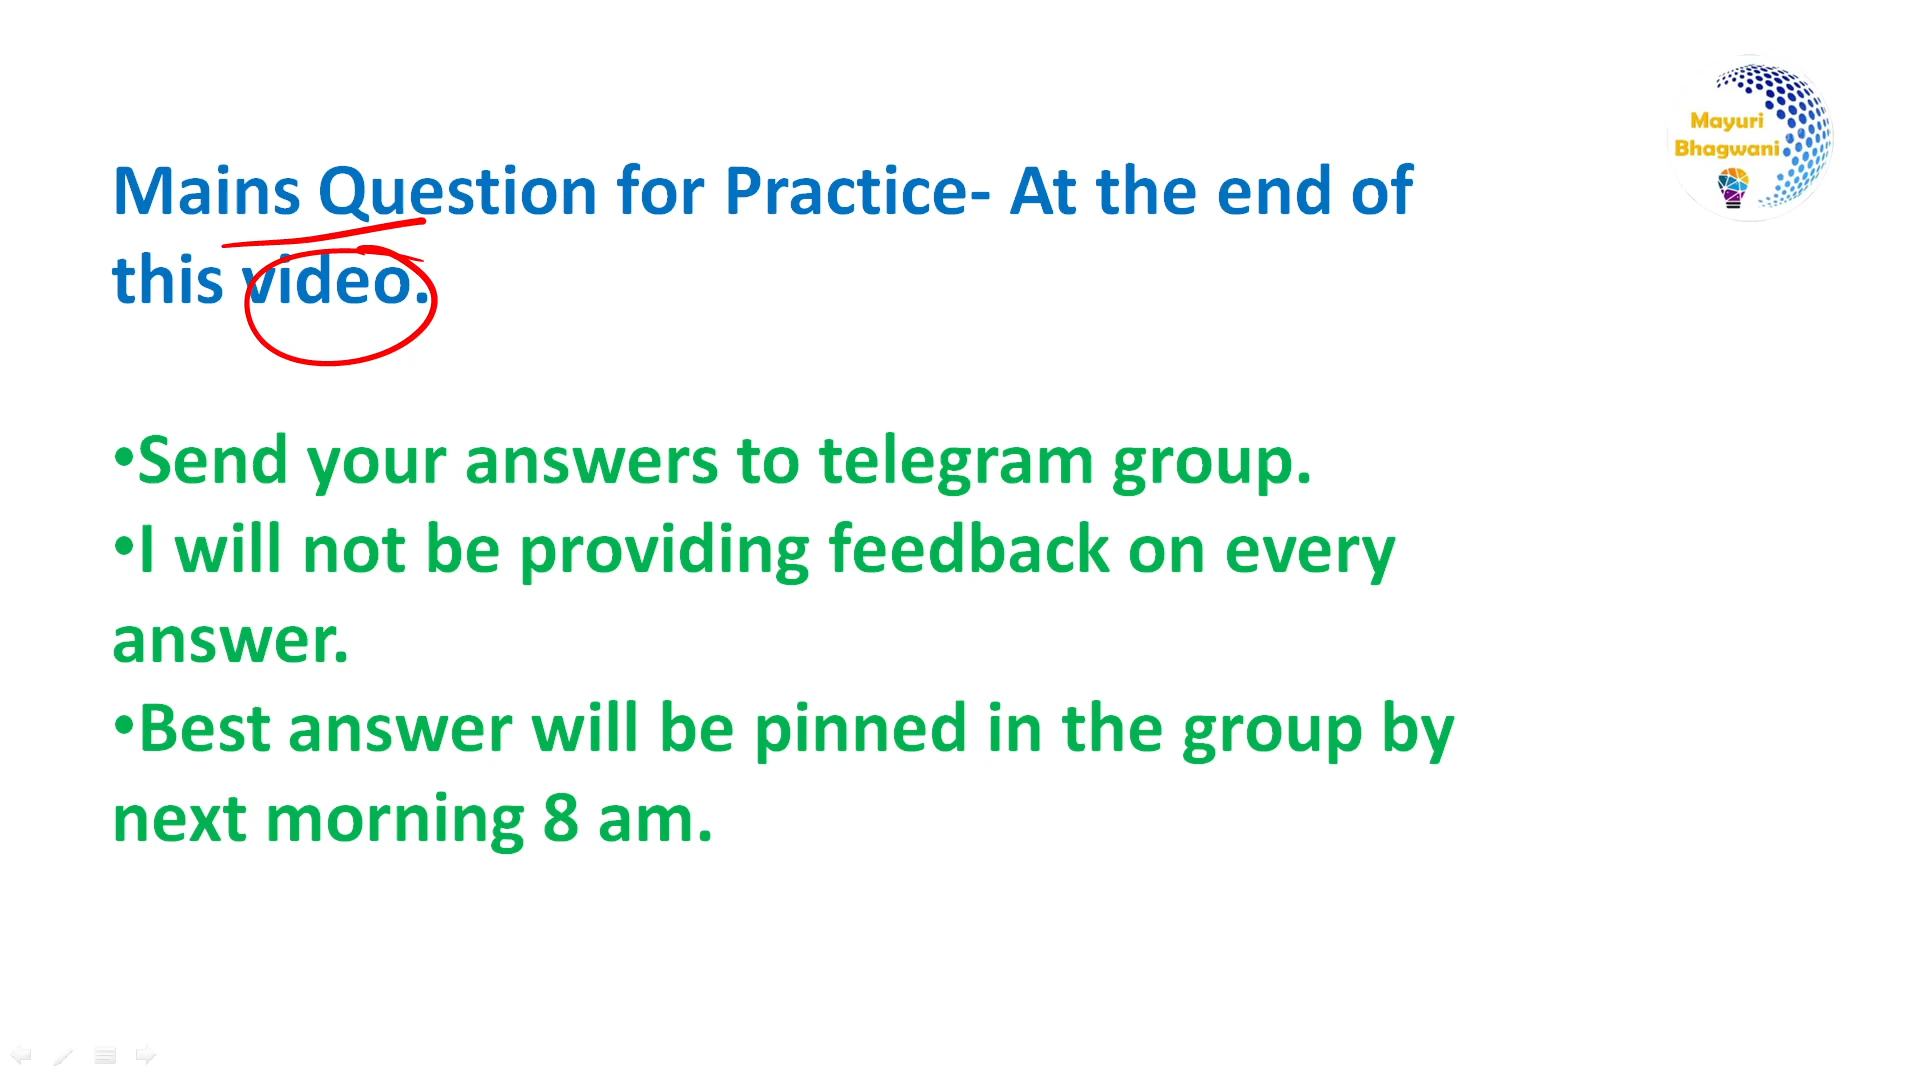 Mayuri
Bhagwani
Mains Question for Practice- At the end of
this video.
•Send your answers to telegram group.
•I will not be providing feedback on every
answer.
•Best answer will be pinned in the group by
next morning 8 am.